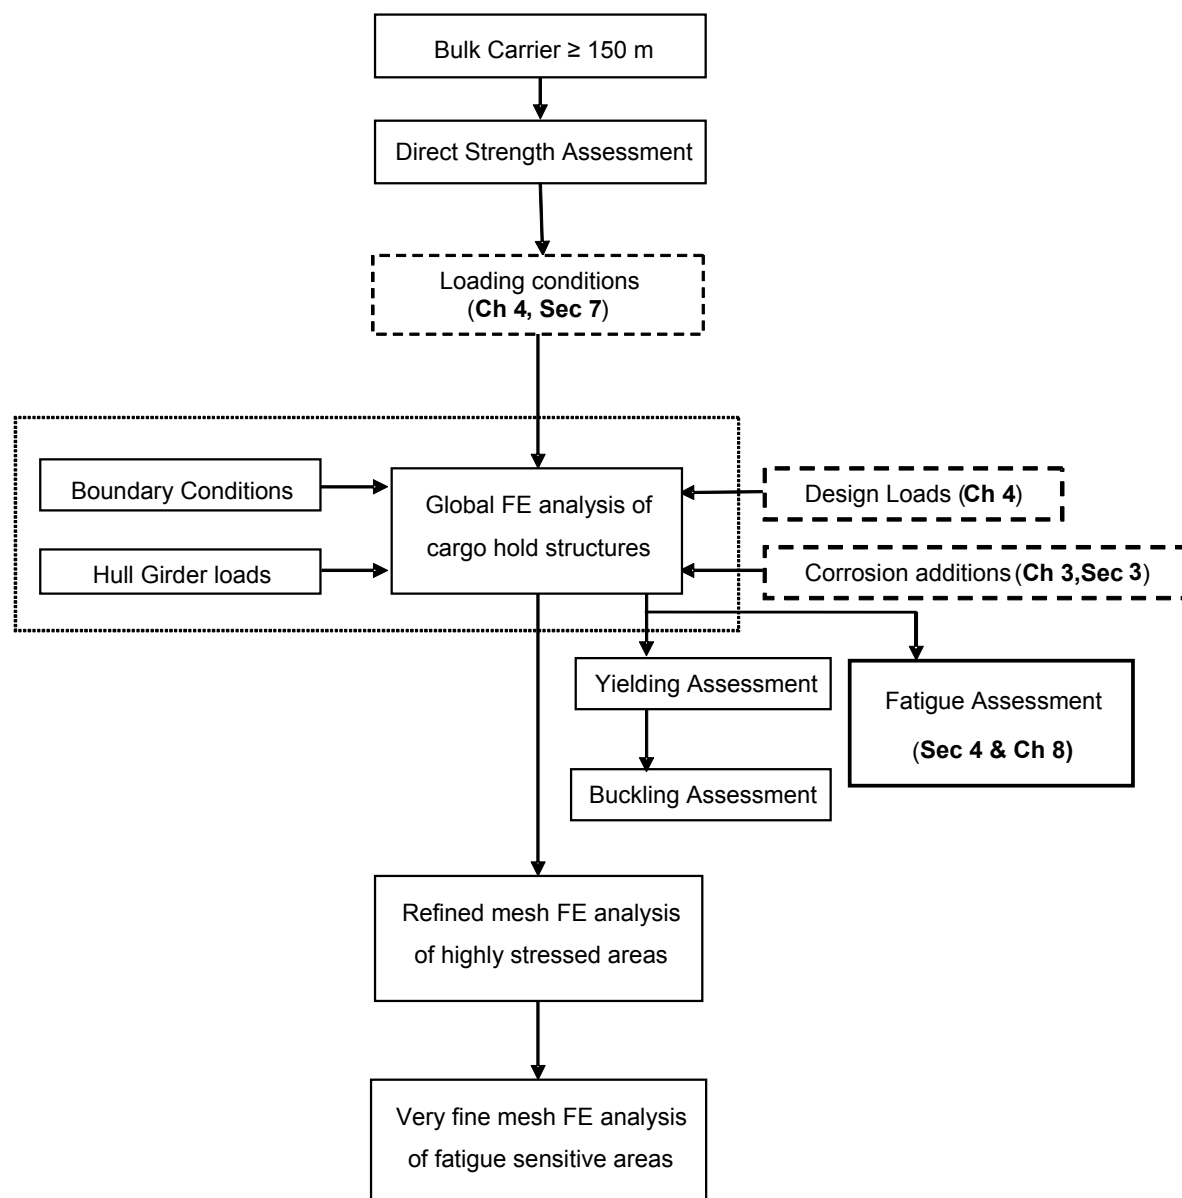 Bulk Carrier ≥ 150 m
Direct Strength Assessment
Loading conditions
(Ch 4, Sec 7)
Boundary Conditions
Hull Girder loads
Global FE analysis of
cargo hold structures
Design Loads (Ch 4)
Corrosion additions (Ch 3,Sec 3)
Yielding Assessment
Buckling Assessment
Fatigue Assessment
(Sec 4 & Ch 8)
Refined mesh FE analysis
of highly stressed areas
Very fine mesh FE analysis
of fatigue sensitive areas